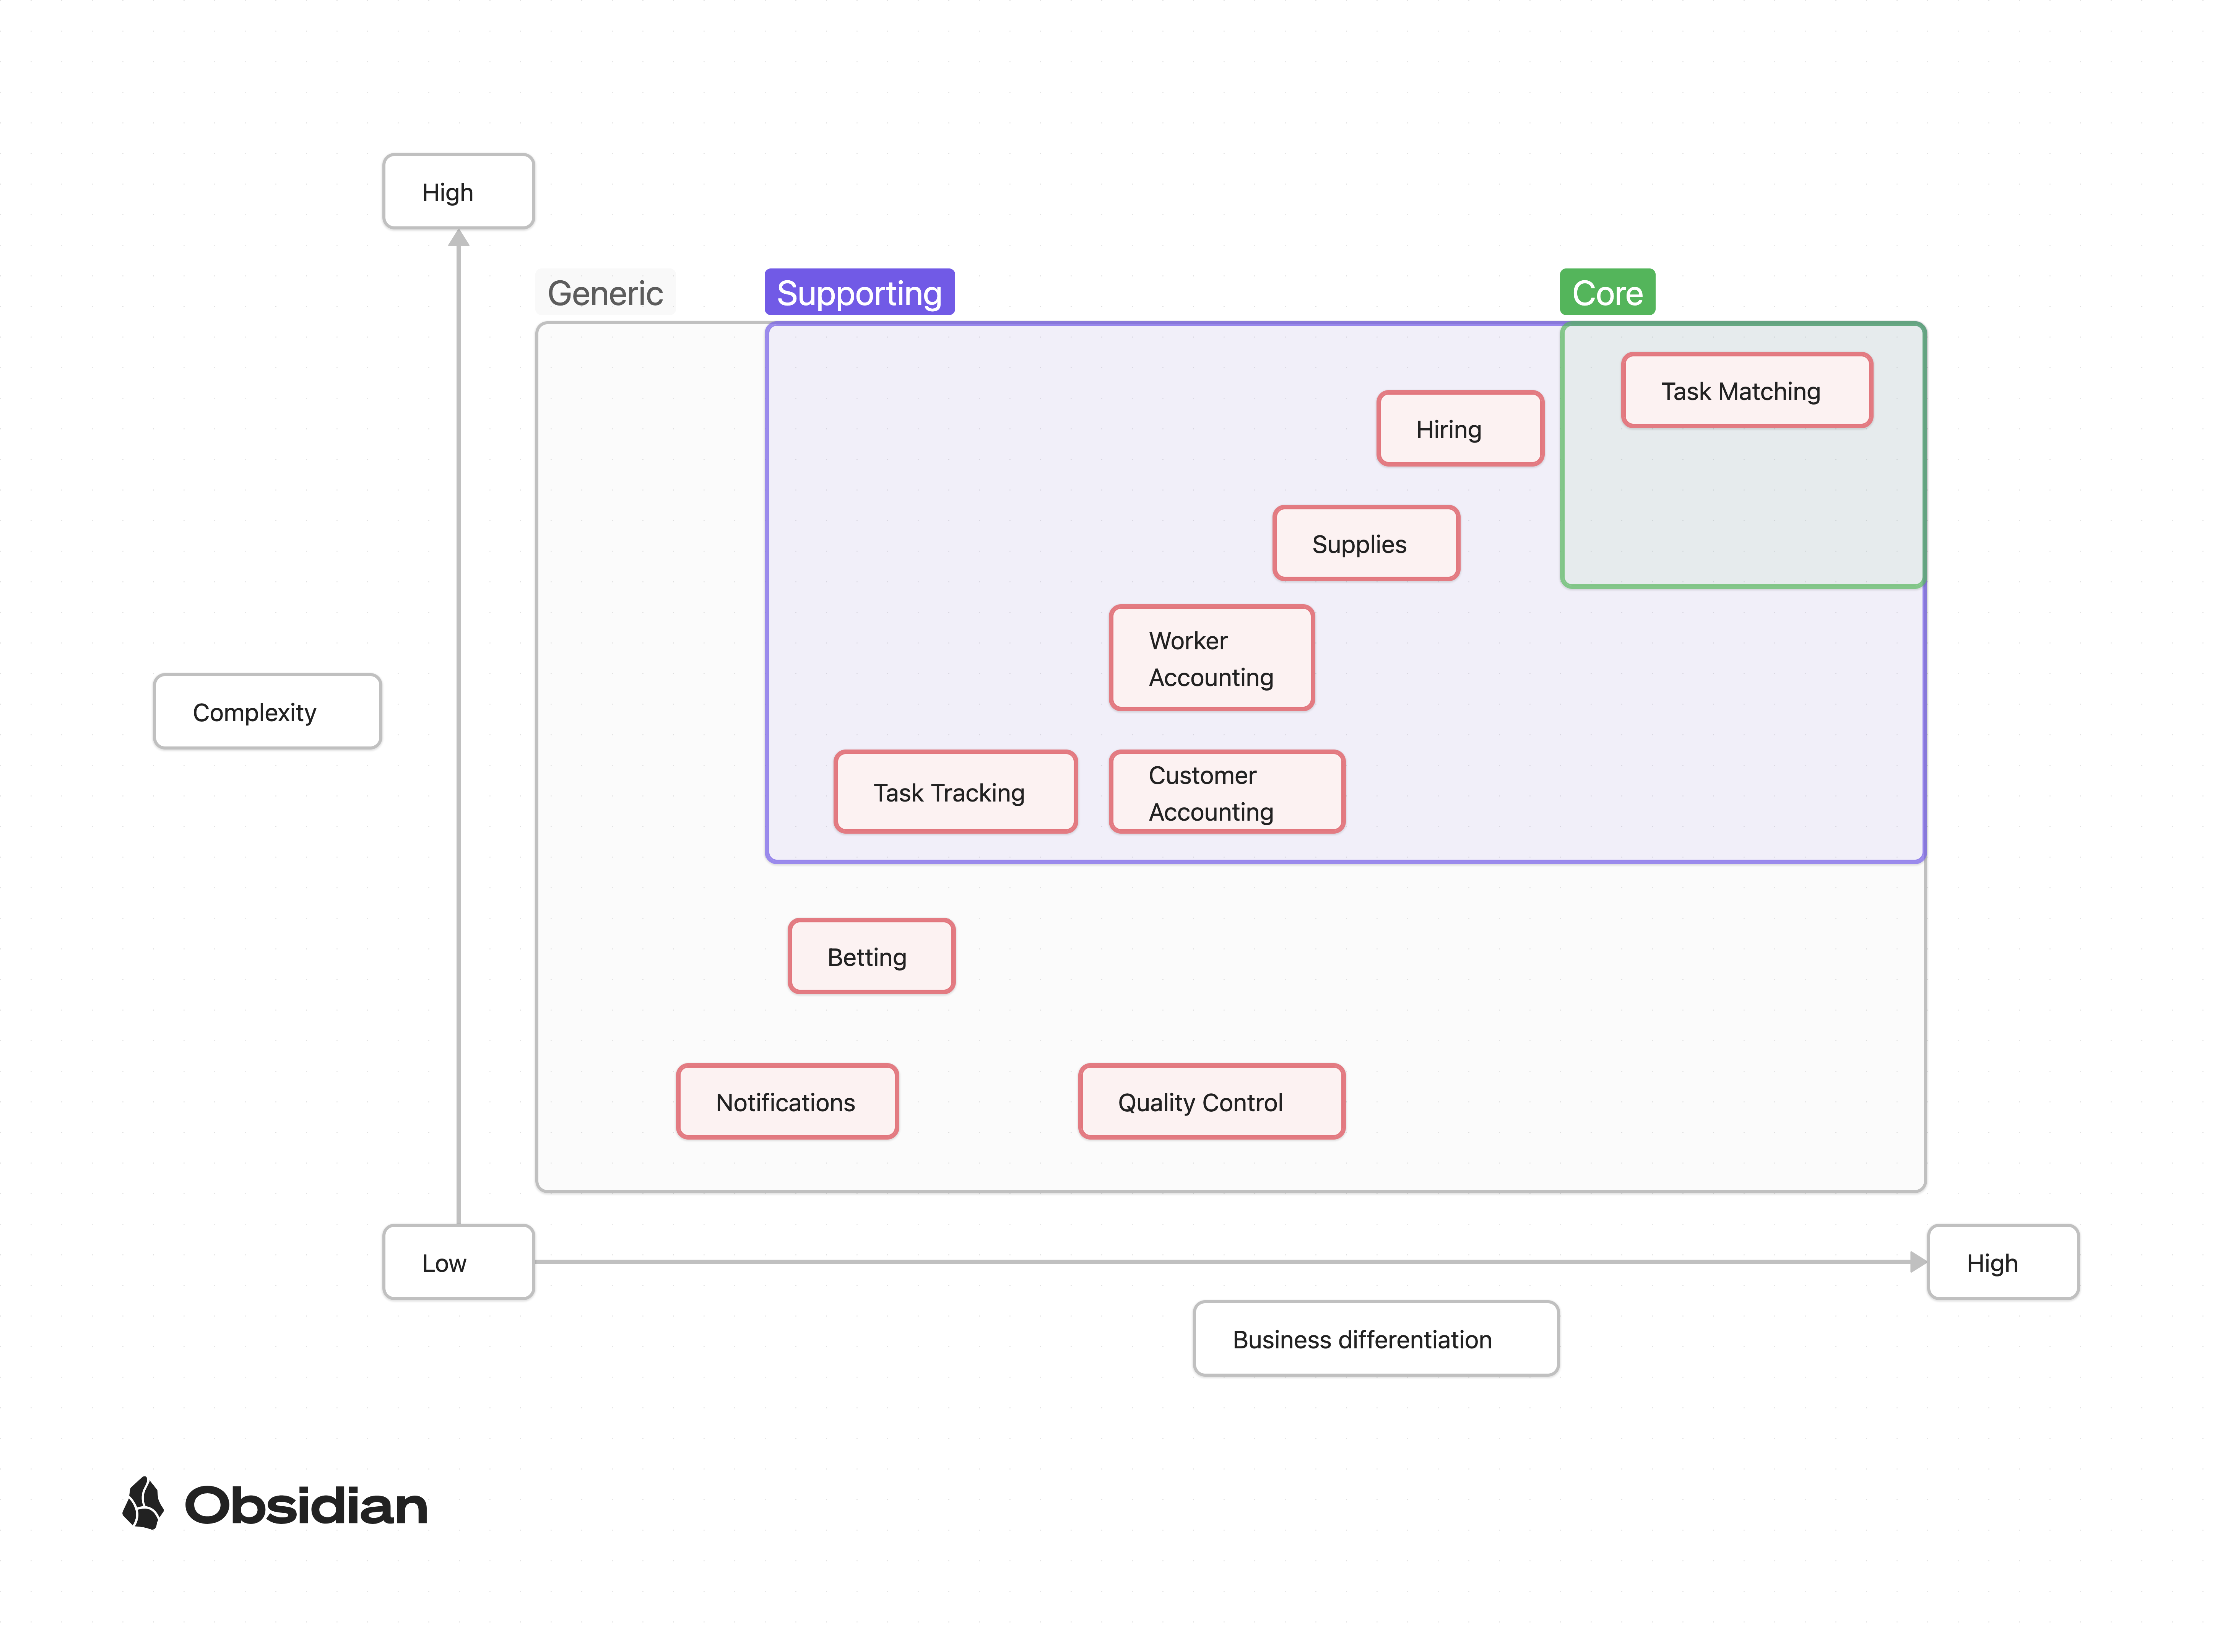 High
Generic
Supporting
Core
Task Matching
Hiring
Supplies
Worker
Accounting
Complexity
Task Tracking
Customer
Accounting
Betting
Notifications
Quality Control
Low
High
Business differentiation
Obsidian